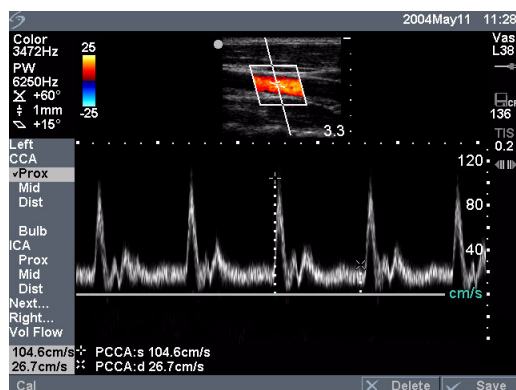 2004May11 11:28
Color
3472Hz
PW
6250Hz
+60°
1mm
+15°
25
-25
3.3
Vas
L38
136
TIS
0.2
Left
CCA
✓Prox
Mid
Dist
Bulb
ICA
Prox
Mid
Dist
Next...
Right...
Vol Flow
120
80
40
cm/s
104.6cm/s PCCA:s 104.6cm/s
26.7cm/s PCCA:d 26.7cm/s
Cal
Delete
Save